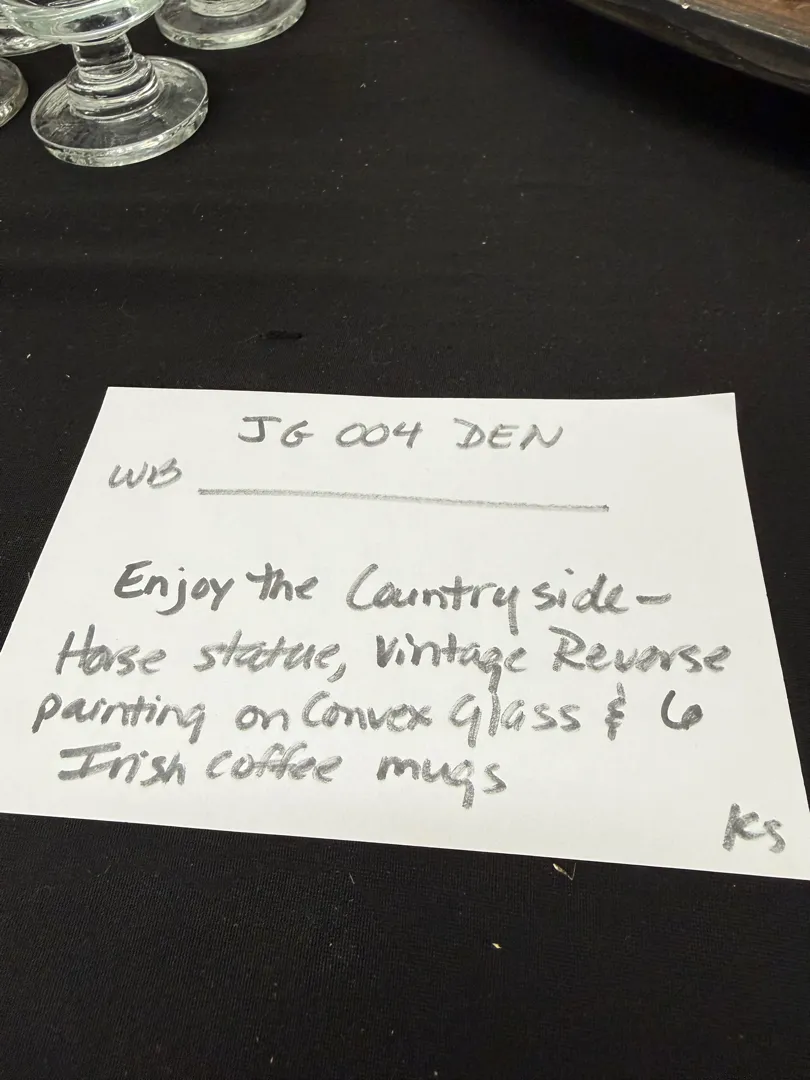 JG 004 DEN
WB
Enjoy the Countryside-
Horse statue, Vintage Reverse
painting on Convex Glass & 6
Irish coffee mugs
KS